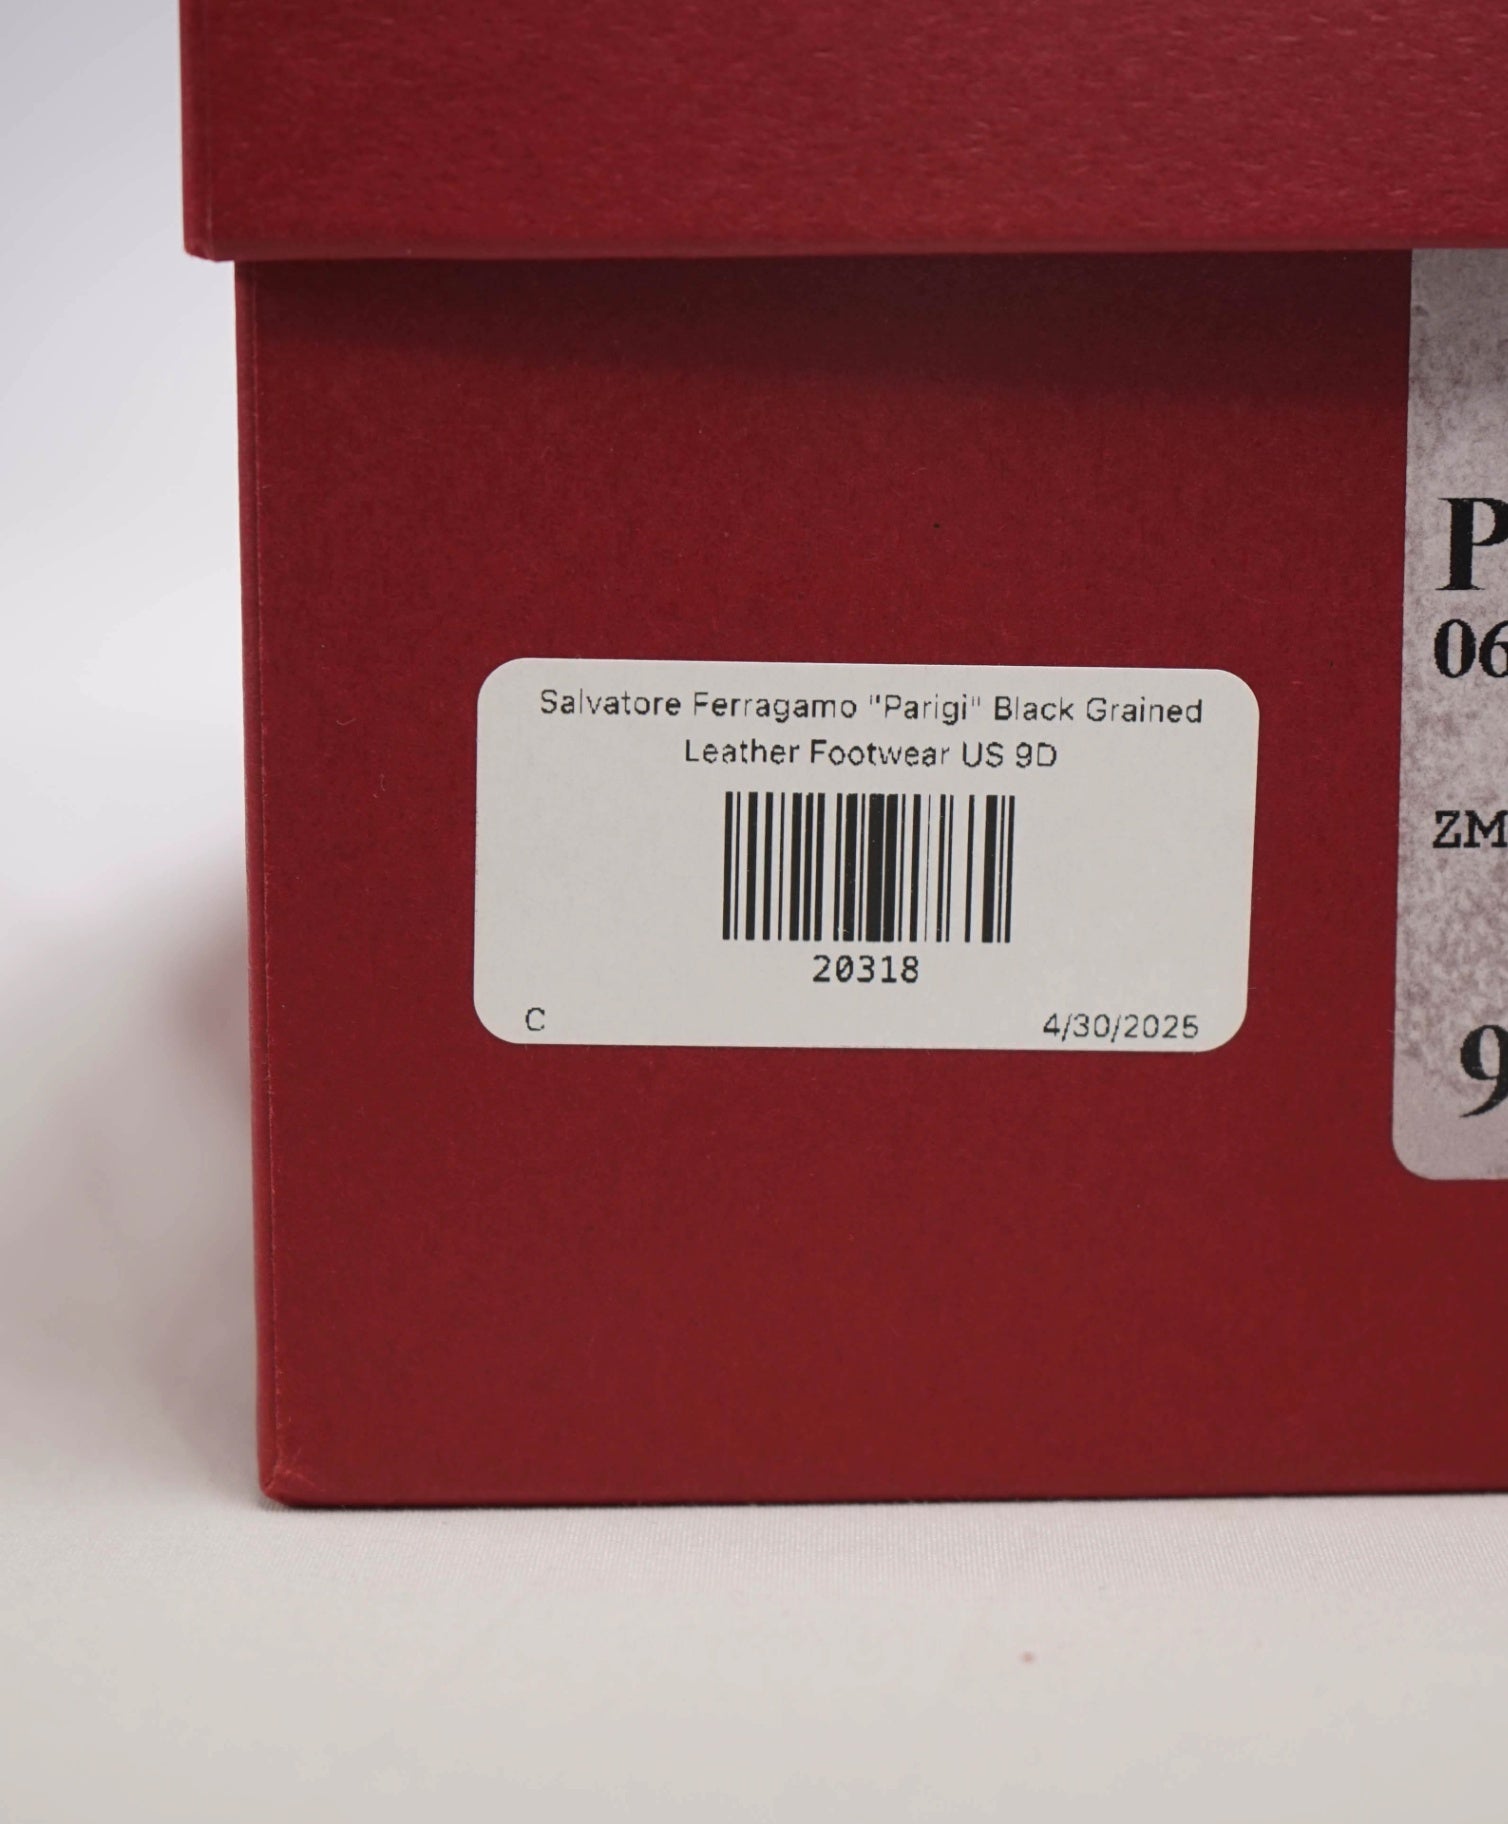 Salvatore Ferragamo "Parigi" Black Grained
Leather Footwear US 9D
20318
C
4/30/2025
P
06
ZM
9